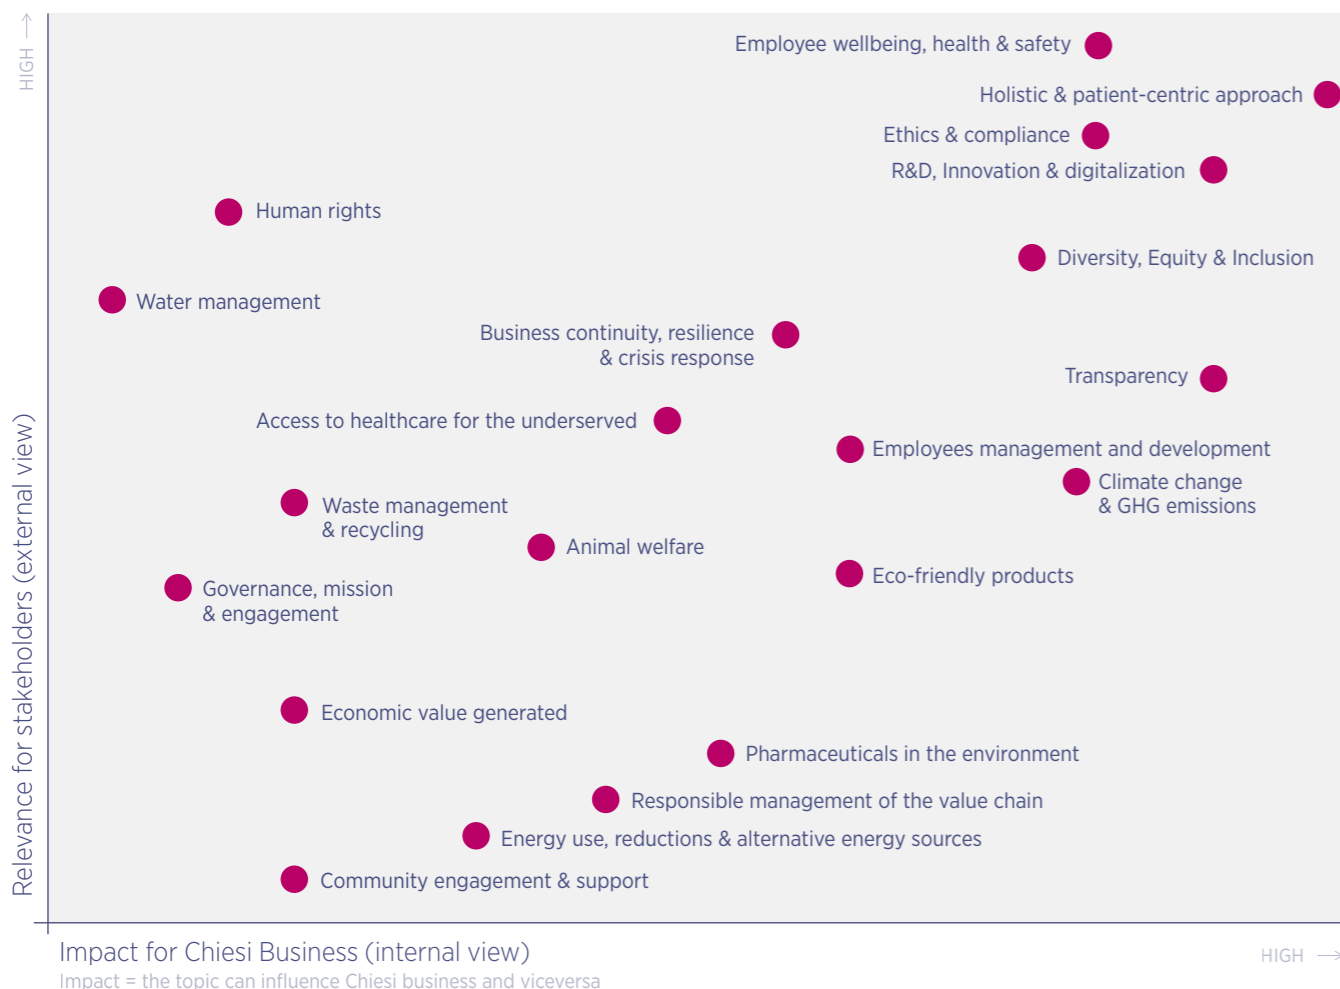 HIGH
Employee wellbeing, health & safety
Holistic & patient-centric approach
Ethics & compliance
R&D, Innovation & digitalization
Human rights
Diversity, Equity & Inclusion
Water management
Business continuity, resilience
& crisis response
Transparency
Access to healthcare for the underserved
Employees management and development
Climate change
& GHG emissions
Waste management
& recycling
Animal welfare
Eco-friendly products
Governance, mission
& engagement
Economic value generated
Pharmaceuticals in the environment
Responsible management of the value chain
Energy use, reductions & alternative energy sources
Community engagement & support
Relevance for stakeholders (external view)
Impact for Chiesi Business (internal view)
HIGH
Impact = the topic can influence Chiesi business and viceversa